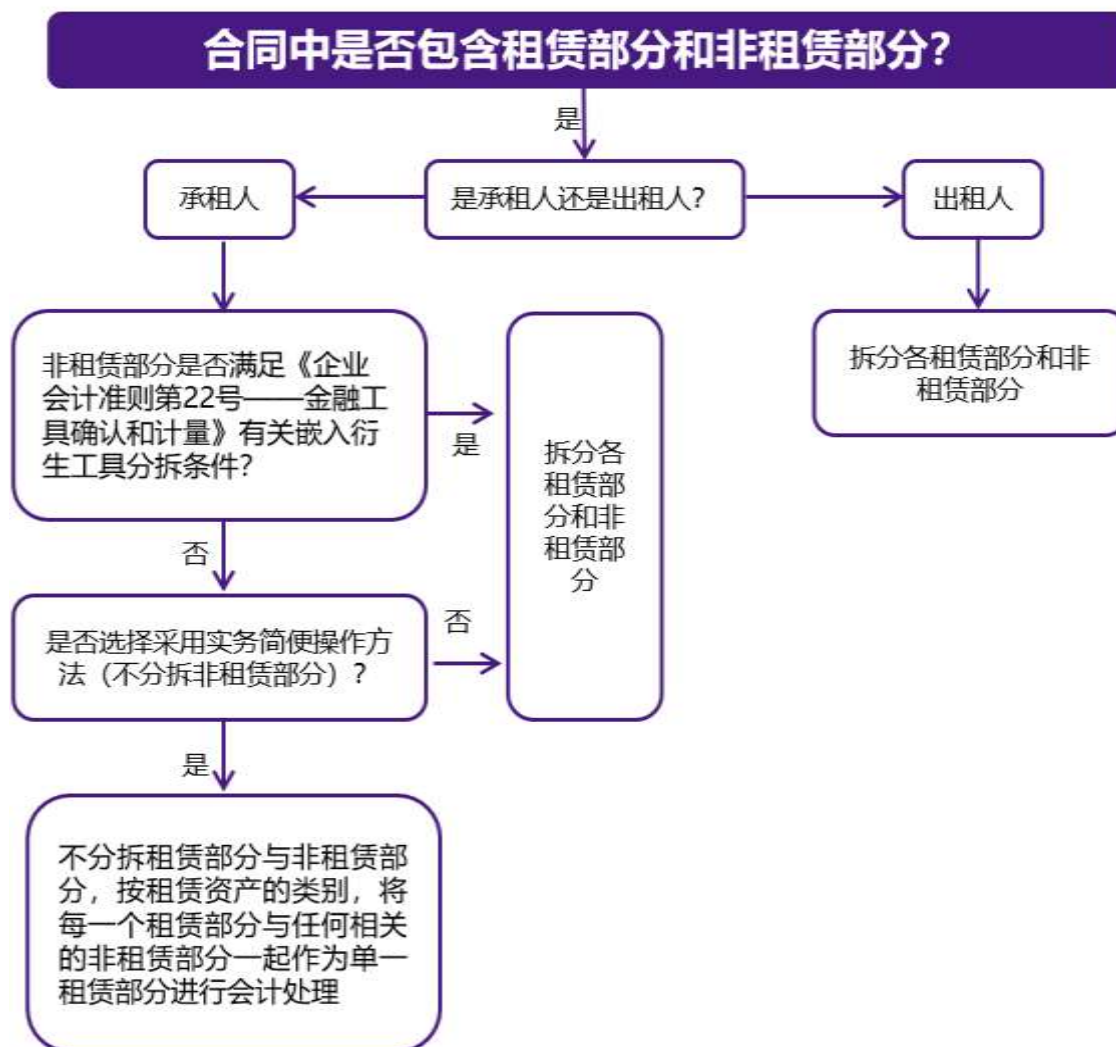 合同中是否包含租赁部分和非租赁部分？
是
承租人
是承租人还是出租人？
出租人
非租赁部分是否满足《企业
会计准则第22号——金融工
具确认和计量》有关嵌入衍
生工具分拆条件？
是
拆分各
租赁部
分和非
租赁部
分
拆分各租赁部分和非
租赁部分
否
是否选择采用实务简便操作方
法（不分拆非租赁部分）？
否
是
不分拆租赁部分与非租赁部
分，按租赁资产的类别，将
每一个租赁部分与任何相关
的非租赁部分一起作为单一
租赁部分进行会计处理